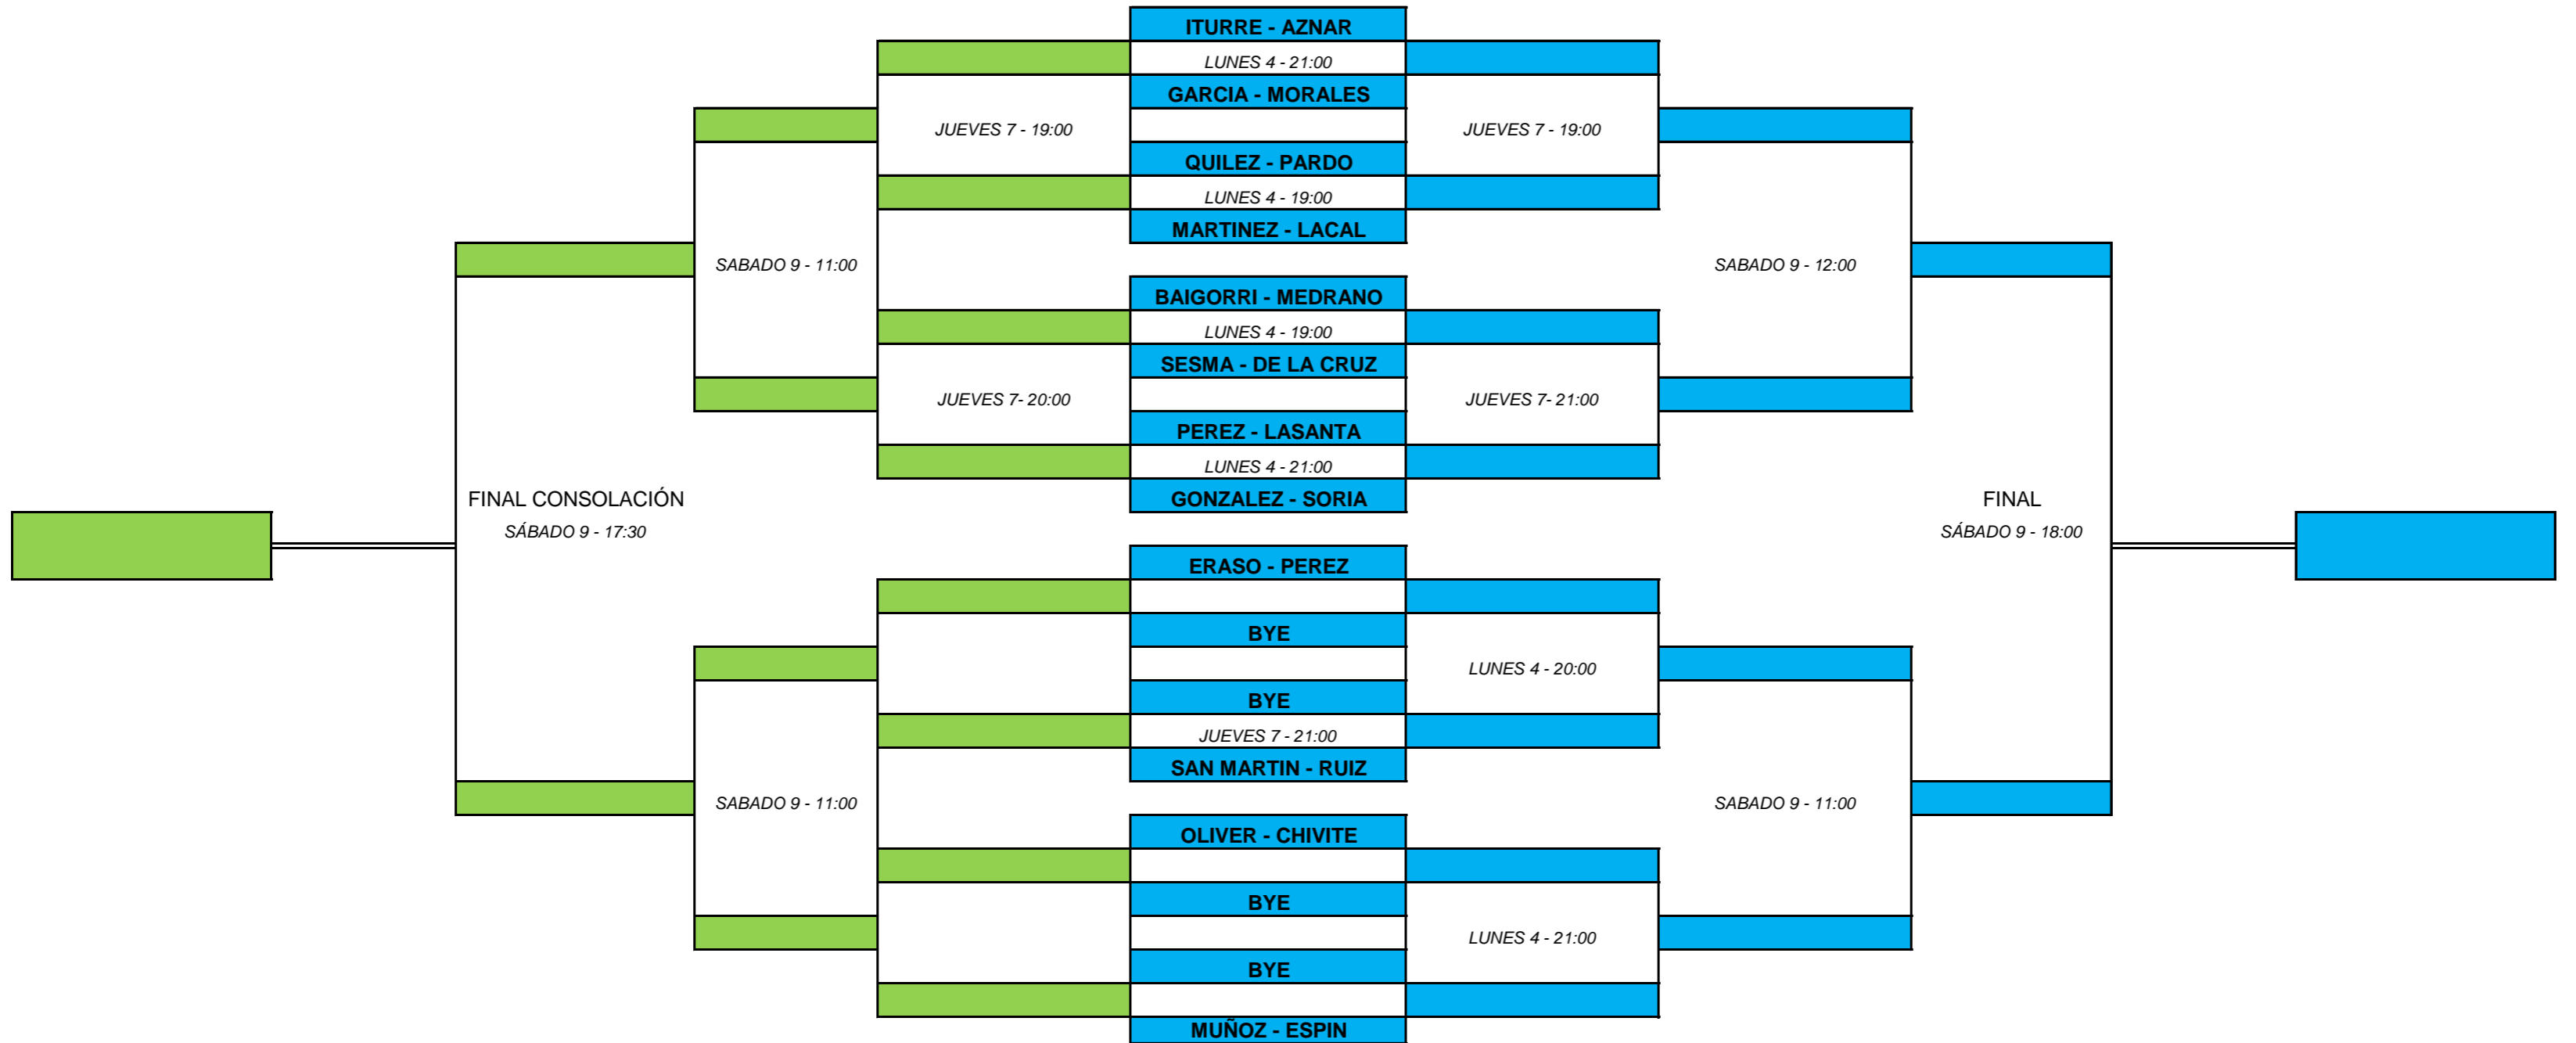 ITURRE - AZNAR
LUNES 4 - 21:00
GARCIA - MORALES
JUEVES 7 - 19:00
JUEVES 7 - 19:00
QUILEZ - PARDO
LUNES 4 - 19:00
MARTINEZ - LACAL
SABADO 9 - 11:00
SABADO 9 - 12:00
BAIGORRI - MEDRANO
LUNES 4 - 19:00
SESMA - DE LA CRUZ
JUEVES 7- 20:00
JUEVES 7- 21:00
PEREZ - LASANTA
LUNES 4 - 21:00
FINAL CONSOLACIÓN
GONZALEZ - SORIA
FINAL
SÁBADO 9 - 17:30
SÁBADO 9 - 18:00
ERASO - PEREZ
BYE
LUNES 4 - 20:00
BYE
JUEVES 7 - 21:00
SAN MARTIN - RUIZ
SABADO 9 - 11:00
SABADO 9 - 11:00
OLIVER - CHIVITE
BYE
LUNES 4 - 21:00
BYE
MUÑOZ - ESPIN